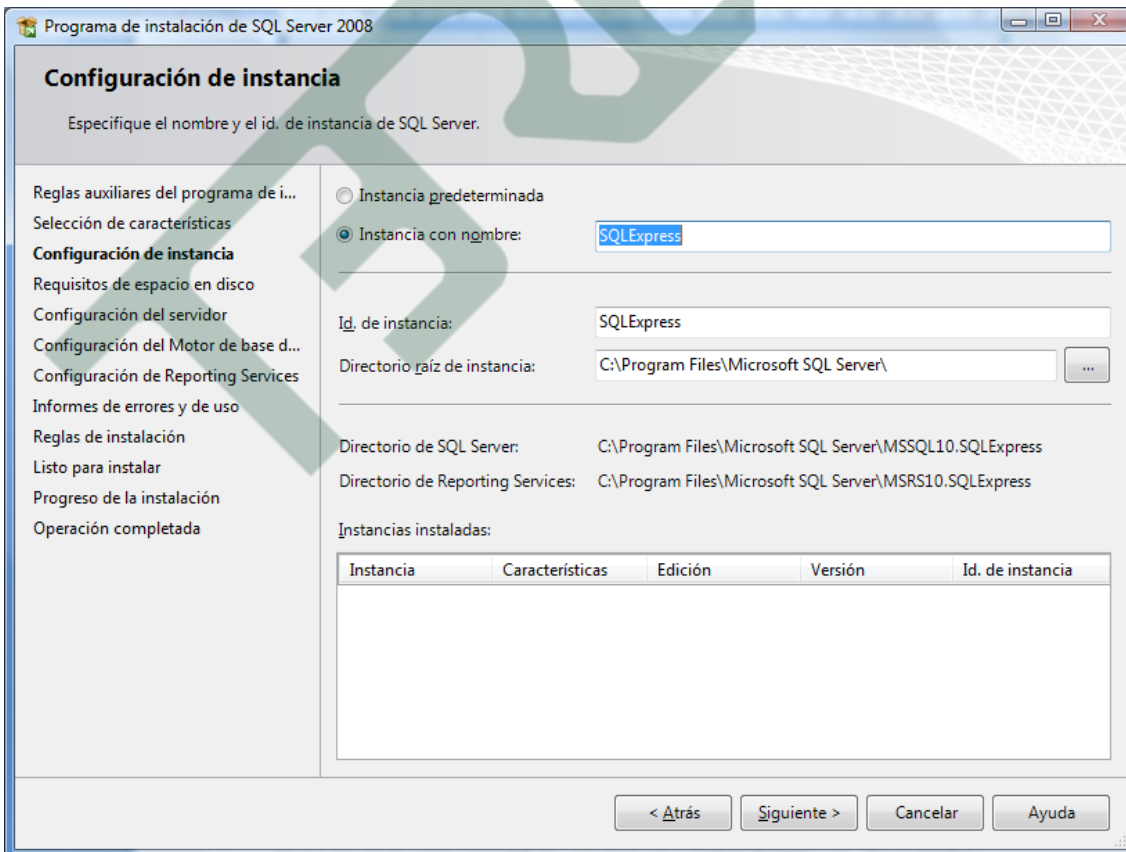 Programa de instalación de SQL Server 2008
Configuración de instancia
Especifique el nombre y el id. de instancia de SQL Server.
Reglas auxiliares del programa de i...
Selección de características
Configuración de instancia
Requisitos de espacio en disco
Configuración del servidor
Configuración del Motor de base d...
Configuración de Reporting Services
Informes de errores y de uso
Reglas de instalación
Listo para instalar
Progreso de la instalación
Operación completada
Instancia predeterminada
Instancia con nombre: SQLExpress
Id. de instancia: SQLExpress
Directorio raíz de instancia: C:\Program Files\Microsoft SQL Server\ ...
Directorio de SQL Server: C:\Program Files\Microsoft SQL Server\MSSQL10.SQLExpress
Directorio de Reporting Services: C:\Program Files\Microsoft SQL Server\MSRS10.SQLExpress
Instancias instaladas:
Instancia Características Edición Versión Id. de instancia
< Atrás Siguiente > Cancelar Ayuda